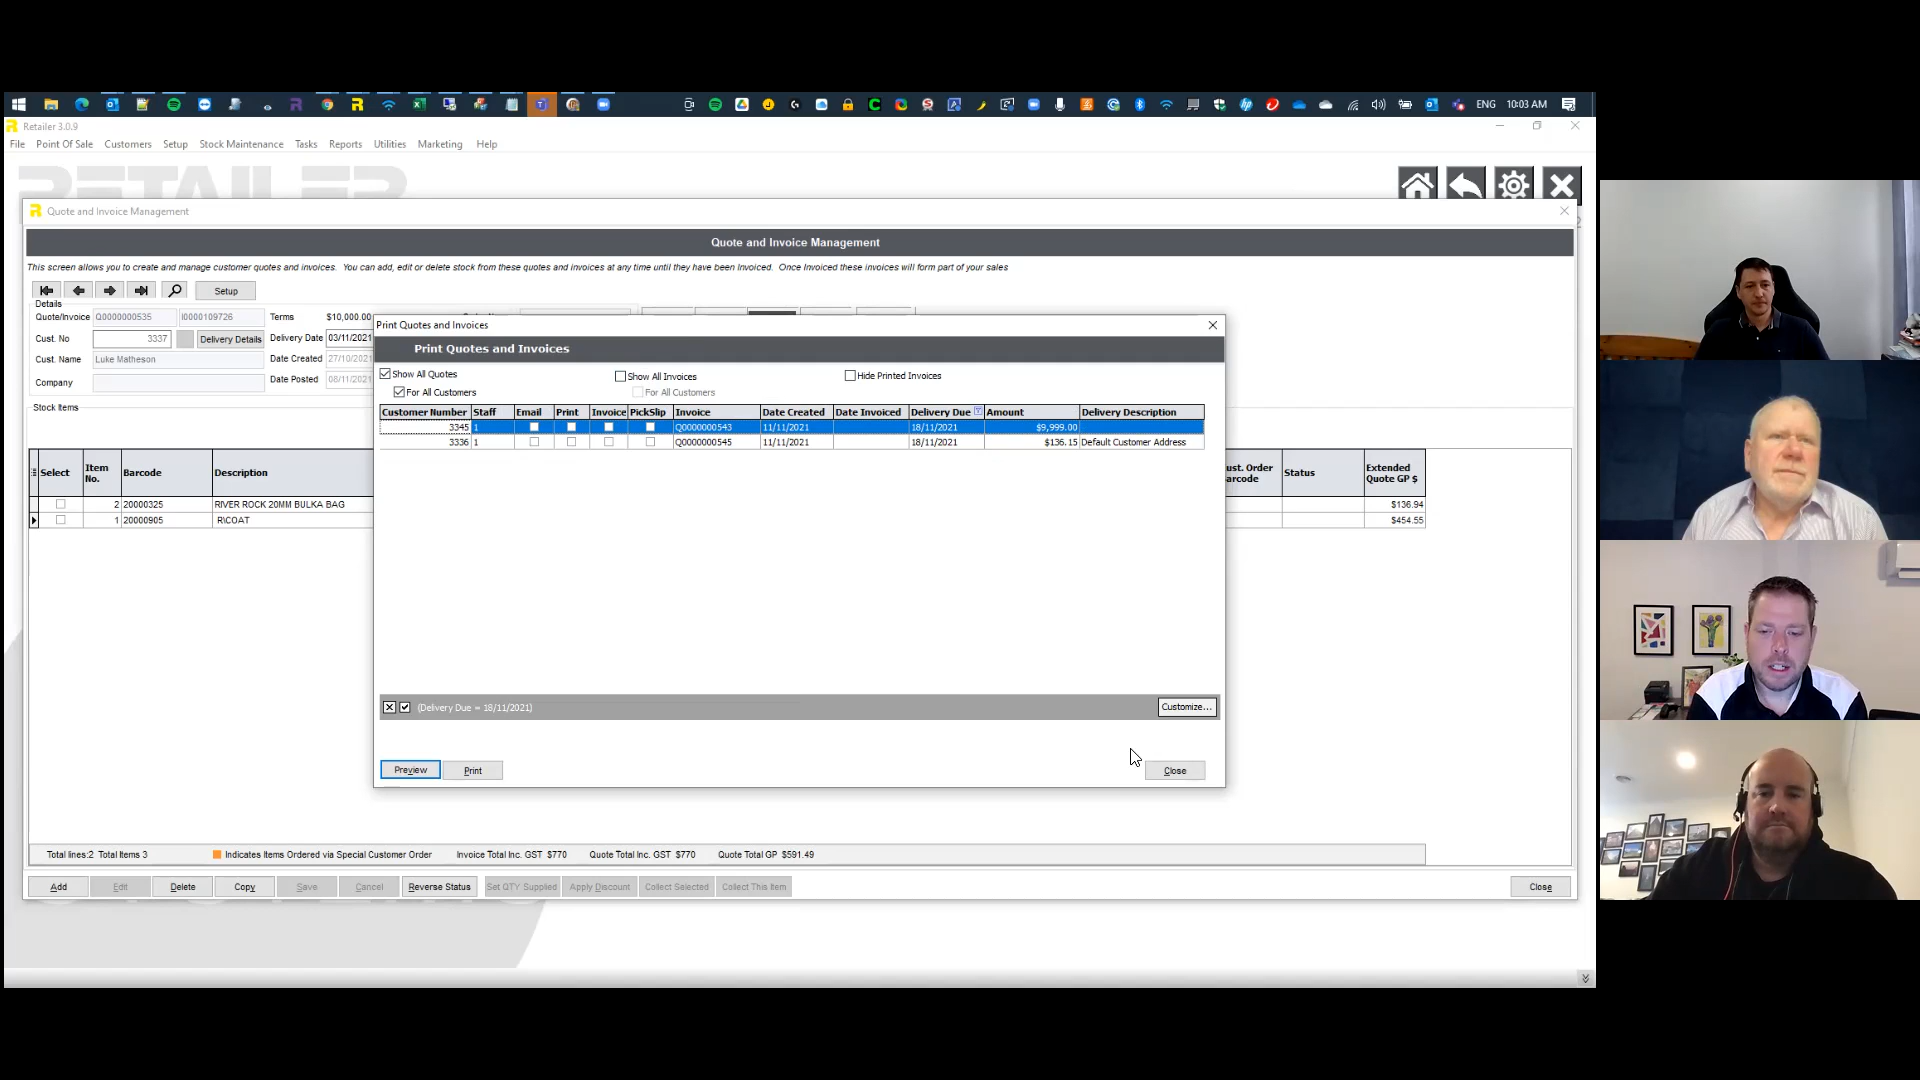 ENG 10:03 AM
Retailer 3.0.9
File Point Of Sale Customers Setup Stock Maintenance Tasks Reports Utilities Marketing Help
RETAILER
Quote and Invoice Management
Quote and Invoice Management
This screen allows you to create and manage customer quotes and invoices. You can add, edit or delete stock from these quotes and invoices at any time until they have been Invoiced. Once Invoiced these invoices will form part of your sales
Setup
Details
Quote/Invoice Q0000000535 I0000109726 Terms $10,000.00
Cust. No 3337 Delivery Details Delivery Date 03/11/2021
Cust. Name Luke Matheson Date Created 27/10/2021
Company Date Posted 08/11/2021
Stock Items
Select Item No. Barcode Description
2 20000325 RIVER ROCK 20MM BULKA BAG
1 20000905 R\COAT
Print Quotes and Invoices
Print Quotes and Invoices
Show All Quotes Show All Invoices Hide Printed Invoices
For All Customers For All Customers
Customer Number Staff Email Print Invoice PickSlip Invoice Date Created Date Invoiced Delivery Due Amount Delivery Description
3345 1 Q0000000543 11/11/2021 18/11/2021 $9,999.00
3336 1 Q0000000545 11/11/2021 18/11/2021 $136.15 Default Customer Address
(Delivery Due = 18/11/2021) Customize...
Preview Print Close
ust. Order arcode Status Extended Quote GP $
$136.94
$454.55
Total lines:2 Total Items 3 Indicates Items Ordered via Special Customer Order Invoice Total Inc. GST $770 Quote Total Inc. GST $770 Quote Total GP $591.49
Add Edit Delete Copy Save Cancel Reverse Status Set QTY Supplied Apply Discount Collect Selected Collect This Item Close